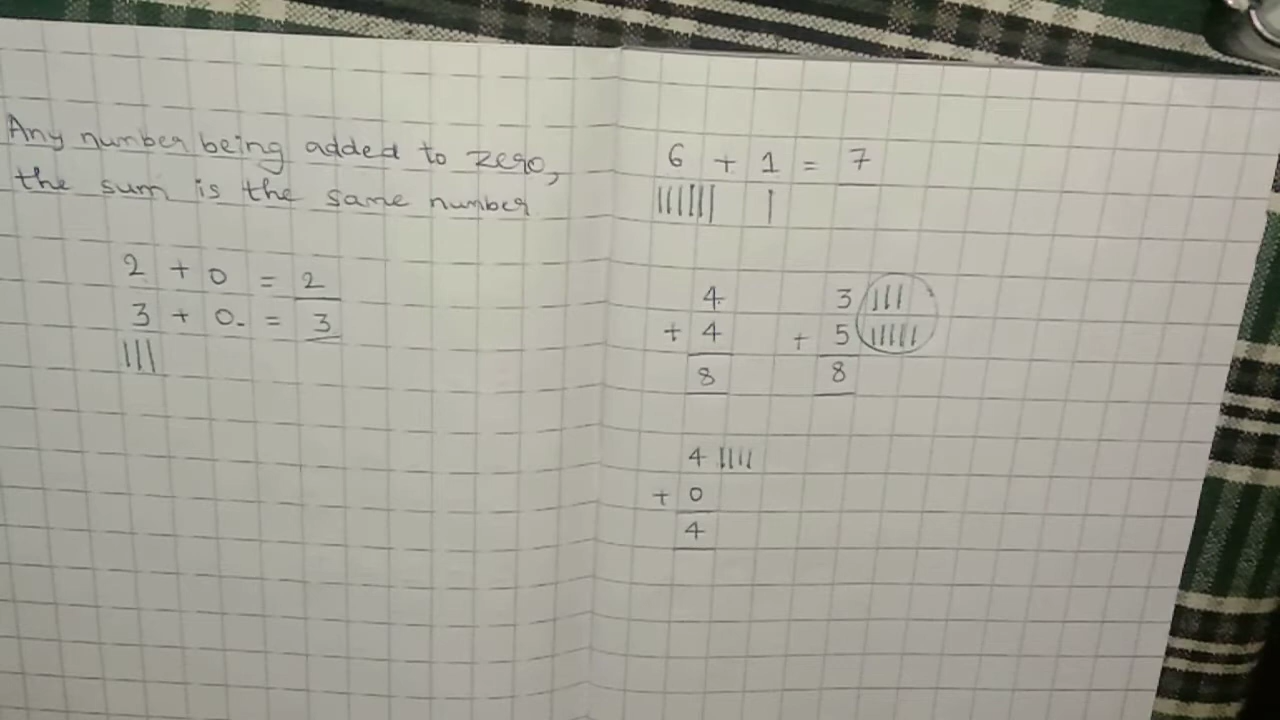 Any number being added to zero,
the sum is the same number
2 + 0 = 2
3 + 0 = 3
|||
6 + 1 = 7
||||||| |
4
+ 4
8
3 |||
+ 5 |||||
8
4 ||||
+ 0
4